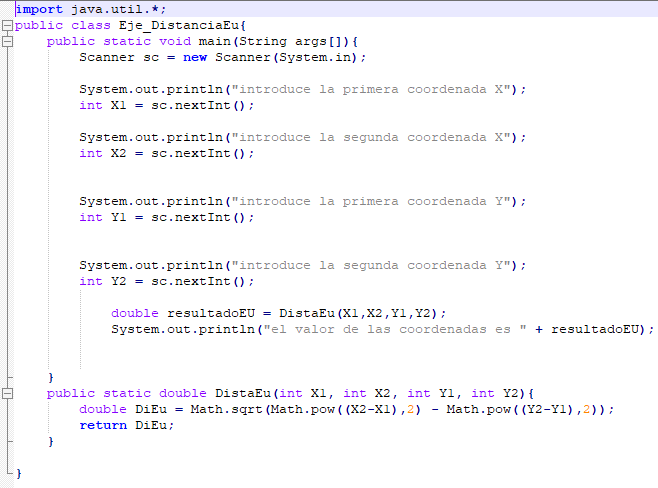 import java.util.*;
public class Eje_DistanciaEu{
public static void main(String args[]){
Scanner sc = new Scanner(System.in);
System.out.println("introduce la primera coordenada X");
int X1 = sc.nextInt();
System.out.println("introduce la segunda coordenada X");
int X2 = sc.nextInt();
System.out.println("introduce la primera coordenada Y");
int Y1 = sc.nextInt();
System.out.println("introduce la segunda coordenada Y");
int Y2 = sc.nextInt();
double resultadoEU = DistaEu(X1,X2,Y1,Y2);
System.out.println("el valor de las coordenadas es " + resultadoEU);
}
public static double DistaEu(int X1, int X2, int Y1, int Y2){
double DiEu = Math.sqrt(Math.pow((X2-X1),2) - Math.pow((Y2-Y1),2));
return DiEu;
}
}